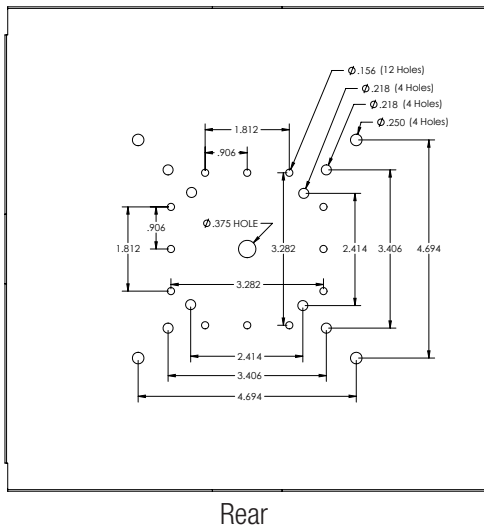 Ø.156 (12 Holes)
Ø.218 (4 Holes)
Ø.218 (4 Holes)
Ø.250 (4 Holes)
1.812
.906
Ø.375 HOLE
.906
1.812
3.282
3.282
2.414
3.406
4.694
2.414
3.406
4.694
Rear